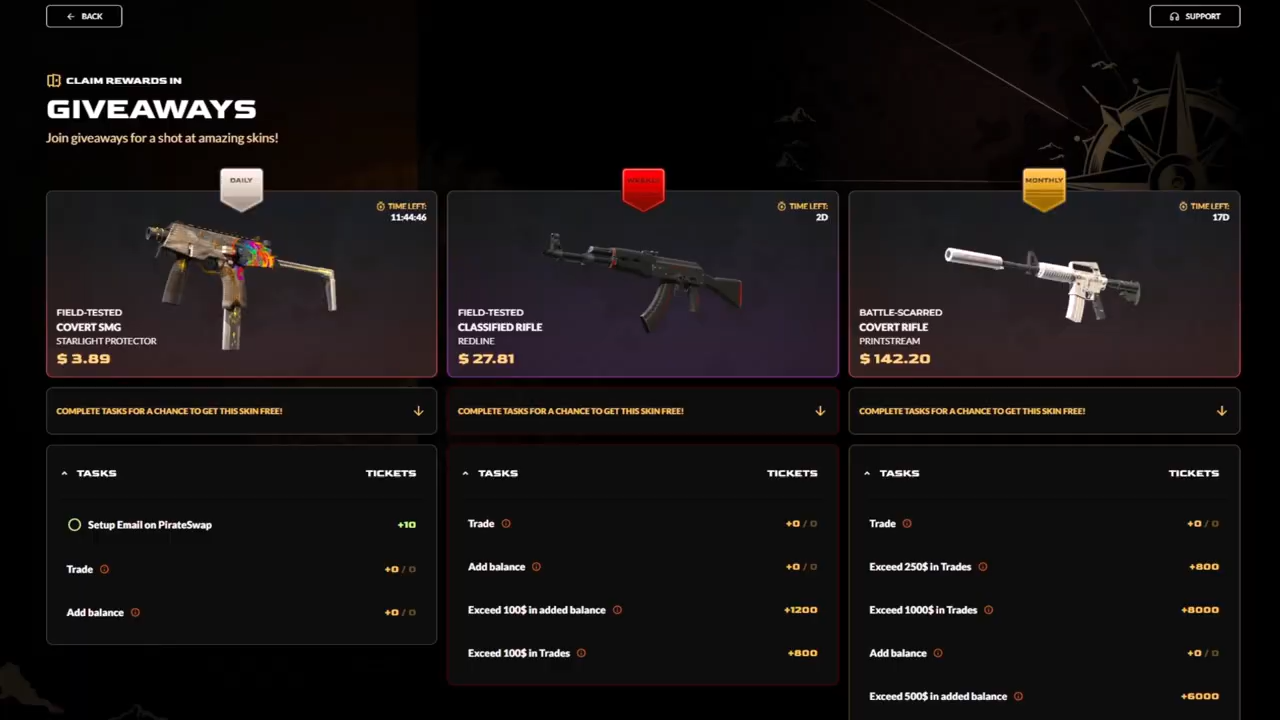 BACK
SUPPORT
CLAIM REWARDS IN
GIVEAWAYS
Join giveaways for a shot at amazing skins!
DAILY
TIME LEFT:
11:44:46
FIELD-TESTED
COVERT SMG
STARLIGHT PROTECTOR
$ 3.89
WEEKLY
TIME LEFT:
2D
FIELD-TESTED
CLASSIFIED RIFLE
REDLINE
$ 27.81
MONTHLY
TIME LEFT:
17D
BATTLE-SCARRED
COVERT RIFLE
PRINTSTREAM
$ 142.20
COMPLETE TASKS FOR A CHANCE TO GET THIS SKIN FREE!
COMPLETE TASKS FOR A CHANCE TO GET THIS SKIN FREE!
COMPLETE TASKS FOR A CHANCE TO GET THIS SKIN FREE!
TASKS TICKETS
Setup Email on PirateSwap +10
Trade +0 / 0
Add balance +0 / 0
TASKS TICKETS
Trade +0 / 0
Add balance +0 / 0
Exceed 100$ in added balance +1200
Exceed 100$ in Trades +800
TASKS TICKETS
Trade +0 / 0
Exceed 250$ in Trades +800
Exceed 1000$ in Trades +8000
Add balance +0 / 0
Exceed 500$ in added balance +6000